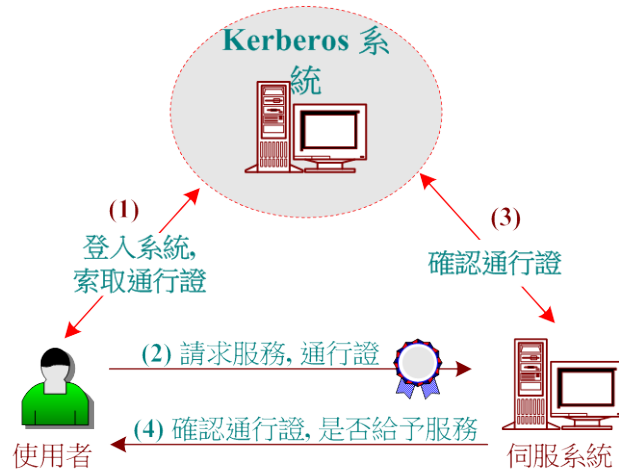 Kerberos 系
統
(1)
登入系統,
索取通行證
(3)
確認通行證
(2) 請求服務, 通行證
(4) 確認通行證, 是否給予服務
使用者
伺服系統